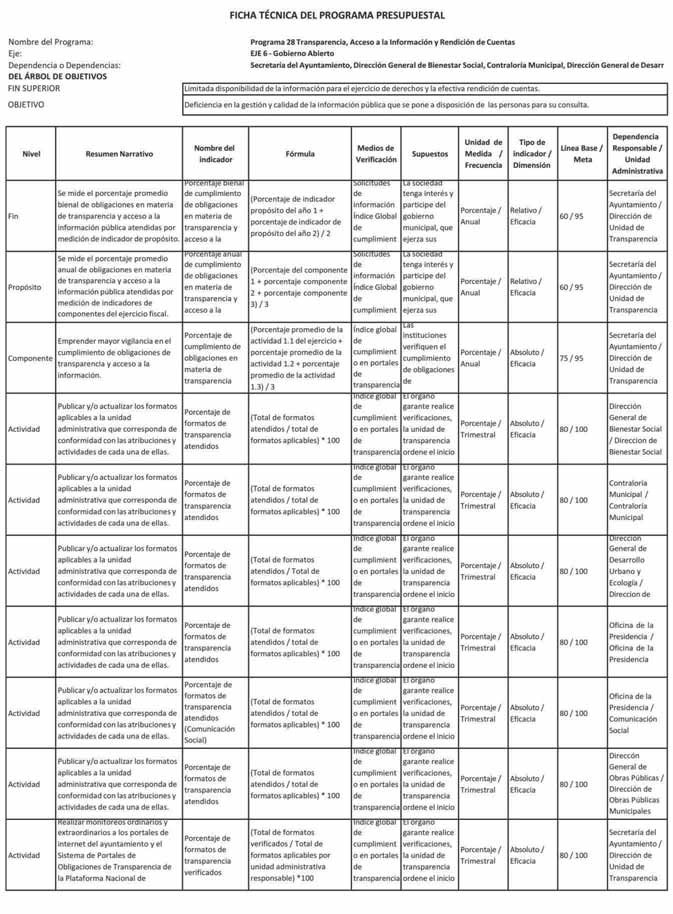 FICHA TÉCNICA DEL PROGRAMA PRESUPUESTAL
Nombre del Programa: Programa 28 Transparencia, Acceso a la Información y Rendición de Cuentas
Eje: EJE 6 - Gobierno Abierto
Dependencia o Dependencias: Secretaría del Ayuntamiento, Dirección General de Bienestar Social, Contraloría Municipal, Dirección General de Desarr
DEL ÁRBOL DE OBJETIVOS
FIN SUPERIOR Limitada disponibilidad de la información para el ejercicio de derechos y la efectiva rendición de cuentas.
OBJETIVO Deficiencia en la gestión y calidad de la información pública que se pone a disposición de las personas para su consulta.
Nivel
Resumen Narrativo
Nombre del
indicador
Fórmula
Medios de
Verificación
Supuestos
Unidad de
Medida /
Frecuencia
Tipo de
indicador /
Dimensión
Línea Base /
Meta
Dependencia
Responsable /
Unidad
Administrativa
Fin
Se mide el porcentaje promedio
bienal de obligaciones en materia
de transparencia y acceso a la
información pública atendidas por
medición de indicador de propósito.
Porcentaje bienal
de cumplimiento
de obligaciones
en materia de
transparencia y
acceso a la
(Porcentaje de indicador
propósito del año 1 +
porcentaje de indicador de
propósito del año 2) / 2
Solicitudes
de
información
Índice Global
de
cumplimient
La sociedad
tenga interés y
participe del
gobierno
municipal, que
ejerza sus
Porcentaje /
Anual
Relativo /
Eficacia
60 / 95
Secretaría del
Ayuntamiento /
Dirección de
Unidad de
Transparencia
Propósito
Se mide el porcentaje promedio
anual de obligaciones en materia
de transparencia y acceso a la
información pública atendidas por
medición de indicadores de
componentes del ejercicio fiscal.
Porcentaje anual
de cumplimiento
de obligaciones
en materia de
transparencia y
acceso a la
(Porcentaje del componente
1 + porcentaje componente
2 + porcentaje componente
3) / 3
Solicitudes
de
información
Índice Global
de
cumplimient
La sociedad
tenga interés y
participe del
gobierno
municipal, que
ejerza sus
Porcentaje /
Anual
Relativo /
Eficacia
60 / 95
Secretaría del
Ayuntamiento /
Dirección de
Unidad de
Transparencia
Componente
Emprender mayor vigilancia en el
cumplimiento de obligaciones de
transparencia y acceso a la
información.
Porcentaje de
cumplimiento de
obligaciones en
materia de
transparencia
(Porcentaje promedio de la
actividad 1.1 del ejercicio +
porcentaje promedio de la
actividad 1.2 + porcentaje
promedio de la actividad
1.3) / 3
Índice global
de
cumplimient
o en portales
de
transparencia
Las
instituciones
verifiquen el
cumplimiento
de obligaciones
de
Porcentaje /
Anual
Absoluto /
Eficacia
75 / 95
Secretaría del
Ayuntamiento /
Dirección de
Unidad de
Transparencia
Actividad
Publicar y/o actualizar los formatos
aplicables a la unidad
administrativa que corresponda de
conformidad con las atribuciones y
actividades de cada una de ellas.
Porcentaje de
formatos de
transparencia
atendidos
(Total de formatos
atendidos / total de
formatos aplicables) * 100
Índice global
de
cumplimient
o en portales
de
transparencia
El órgano
garante realice
verificaciones,
la unidad de
transparencia
ordene el inicio
Porcentaje /
Trimestral
Absoluto /
Eficacia
80 / 100
Dirección
General de
Bienestar Social
/ Direccion de
Bienestar Social
Actividad
Publicar y/o actualizar los formatos
aplicables a la unidad
administrativa que corresponda de
conformidad con las atribuciones y
actividades de cada una de ellas.
Porcentaje de
formatos de
transparencia
atendidos
(Total de formatos
atendidos / total de
formatos aplicables) * 100
Índice global
de
cumplimient
o en portales
de
transparencia
El órgano
garante realice
verificaciones,
la unidad de
transparencia
ordene el inicio
Porcentaje /
Trimestral
Absoluto /
Eficacia
80 / 100
Contraloría
Municipal /
Contraloría
Municipal
Actividad
Publicar y/o actualizar los formatos
aplicables a la unidad
administrativa que corresponda de
conformidad con las atribuciones y
actividades de cada una de ellas.
Porcentaje de
formatos de
transparencia
atendidos
(Total de formatos
atendidos / Total de
formatos aplicables) * 100
Índice global
de
cumplimient
o en portales
de
transparencia
El órgano
garante realice
verificaciones,
la unidad de
transparencia
ordene el inicio
Porcentaje /
Trimestral
Absoluto /
Eficacia
80 / 100
Dirección
General de
Desarrollo
Urbano y
Ecología /
Direccion de
Actividad
Publicar y/o actualizar los formatos
aplicables a la unidad
administrativa que corresponda de
conformidad con las atribuciones y
actividades de cada una de ellas.
Porcentaje de
formatos de
transparencia
atendidos
(Total de formatos
atendidos / total de
formatos aplicables) * 100
Índice global
de
cumplimient
o en portales
de
transparencia
El órgano
garante realice
verificaciones,
la unidad de
transparencia
ordene el inicio
Porcentaje /
Trimestral
Absoluto /
Eficacia
80 / 100
Oficina de la
Presidencia /
Oficina de la
Presidencia
Actividad
Publicar y/o actualizar los formatos
aplicables a la unidad
administrativa que corresponda de
conformidad con las atribuciones y
actividades de cada una de ellas.
Porcentaje de
formatos de
transparencia
atendidos
(Comunicación
Social)
(Total de formatos
atendidos / total de
formatos aplicables) * 100
Índice global
de
cumplimient
o en portales
de
transparencia
El órgano
garante realice
verificaciones,
la unidad de
transparencia
ordene el inicio
Porcentaje /
Trimestral
Absoluto /
Eficacia
80 / 100
Oficina de la
Presidencia /
Comunicación
Social
Actividad
Publicar y/o actualizar los formatos
aplicables a la unidad
administrativa que corresponda de
conformidad con las atribuciones y
actividades de cada una de ellas.
Porcentaje de
formatos de
transparencia
atendidos
(Total de formatos
atendidos / total de
formatos aplicables) * 100
Índice global
de
cumplimient
o en portales
de
transparencia
El órgano
garante realice
verificaciones,
la unidad de
transparencia
ordene el inicio
Porcentaje /
Trimestral
Absoluto /
Eficacia
80 / 100
Direccón
General de
Obras Públicas /
Dirección de
Obras Públicas
Municipales
Actividad
Realizar monitoreos ordinarios y
extraordinarios a los portales de
internet del ayuntamiento y el
Sistema de Portales de
Obligaciones de Transparencia de
la Plataforma Nacional de
Porcentaje de
formatos de
transparencia
verificados
(Total de formatos
verificados / Total de
formatos aplicables por
unidad administrativa
responsable) *100
Índice global
de
cumplimient
o en portales
de
transparencia
El órgano
garante realice
verificaciones,
la unidad de
transparencia
ordene el inicio
Porcentaje /
Trimestral
Absoluto /
Eficacia
80 / 100
Secretaría del
Ayuntamiento /
Dirección de
Unidad de
Transparencia